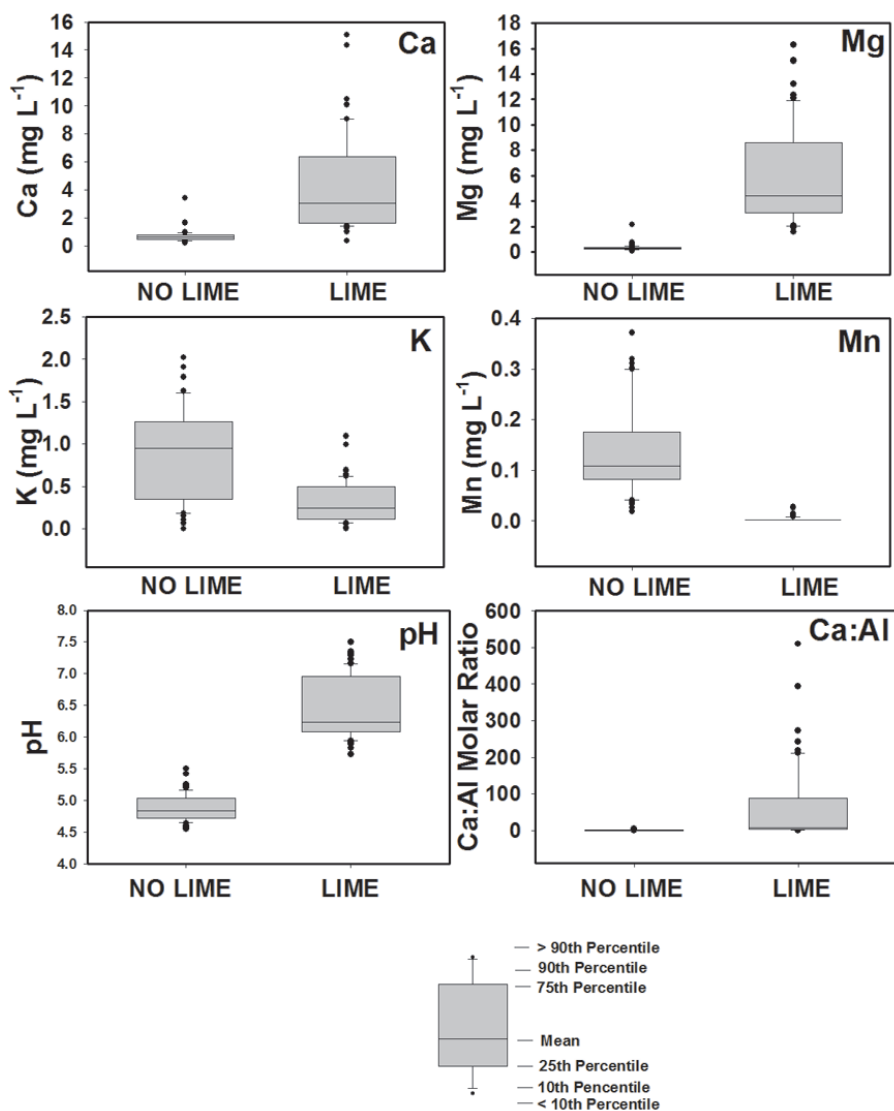 Ca
Ca (mg L⁻¹)
16
14
12
10
8
6
4
2
0
NO LIME LIME
Mg
Mg (mg L⁻¹)
18
16
14
12
10
8
6
4
2
0
NO LIME LIME
K
K (mg L⁻¹)
2.5
2.0
1.5
1.0
0.5
0.0
NO LIME LIME
Mn
Mn (mg L⁻¹)
0.4
0.3
0.2
0.1
0.0
NO LIME LIME
pH
pH
8.0
7.5
7.0
6.5
6.0
5.5
5.0
4.5
4.0
NO LIME LIME
Ca:Al
Ca:Al Molar Ratio
600
500
400
300
200
100
0
NO LIME LIME
> 90th Percentile
90th Percentile
75th Percentile
Mean
25th Percentile
10th Pencentile
< 10th Percentile